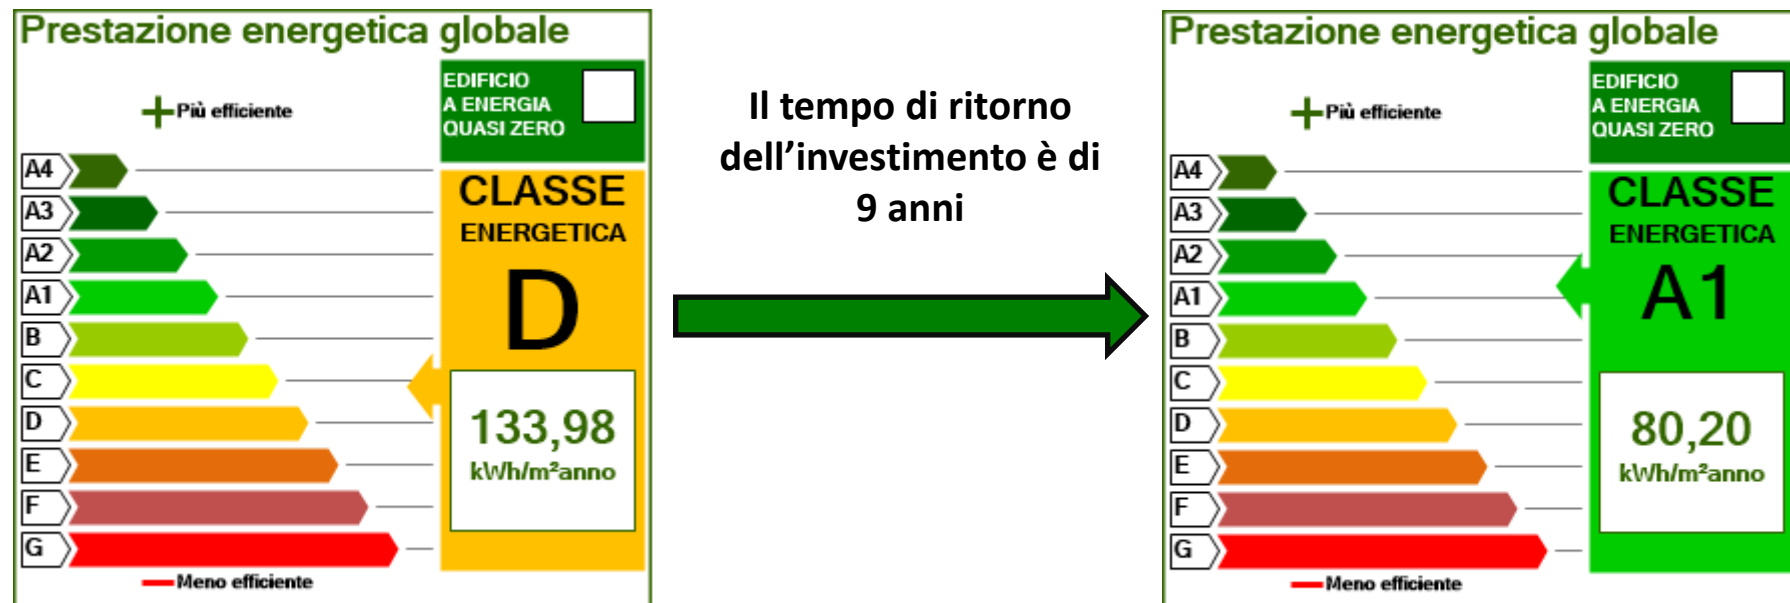 Prestazione energetica globale
EDIFICIO
A ENERGIA
QUASI ZERO
Più efficiente
A4
A3
A2
A1
B
C
D
E
F
G
Meno efficiente
CLASSE
ENERGETICA
D
133,98
kWh/m²anno
Il tempo di ritorno
dell’investimento è di
9 anni
Prestazione energetica globale
EDIFICIO
A ENERGIA
QUASI ZERO
Più efficiente
A4
A3
A2
A1
B
C
D
E
F
G
Meno efficiente
CLASSE
ENERGETICA
A1
80,20
kWh/m²anno